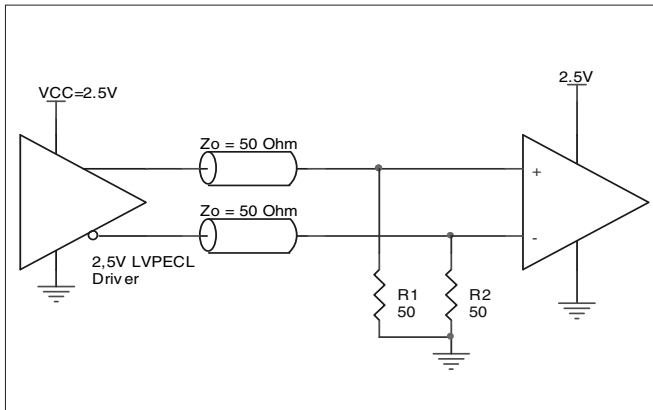 VCC=2.5V
2.5V
Zo = 50 Ohm
+
Zo = 50 Ohm
-
2,5V LVPECL
Driver
R1
50
R2
50